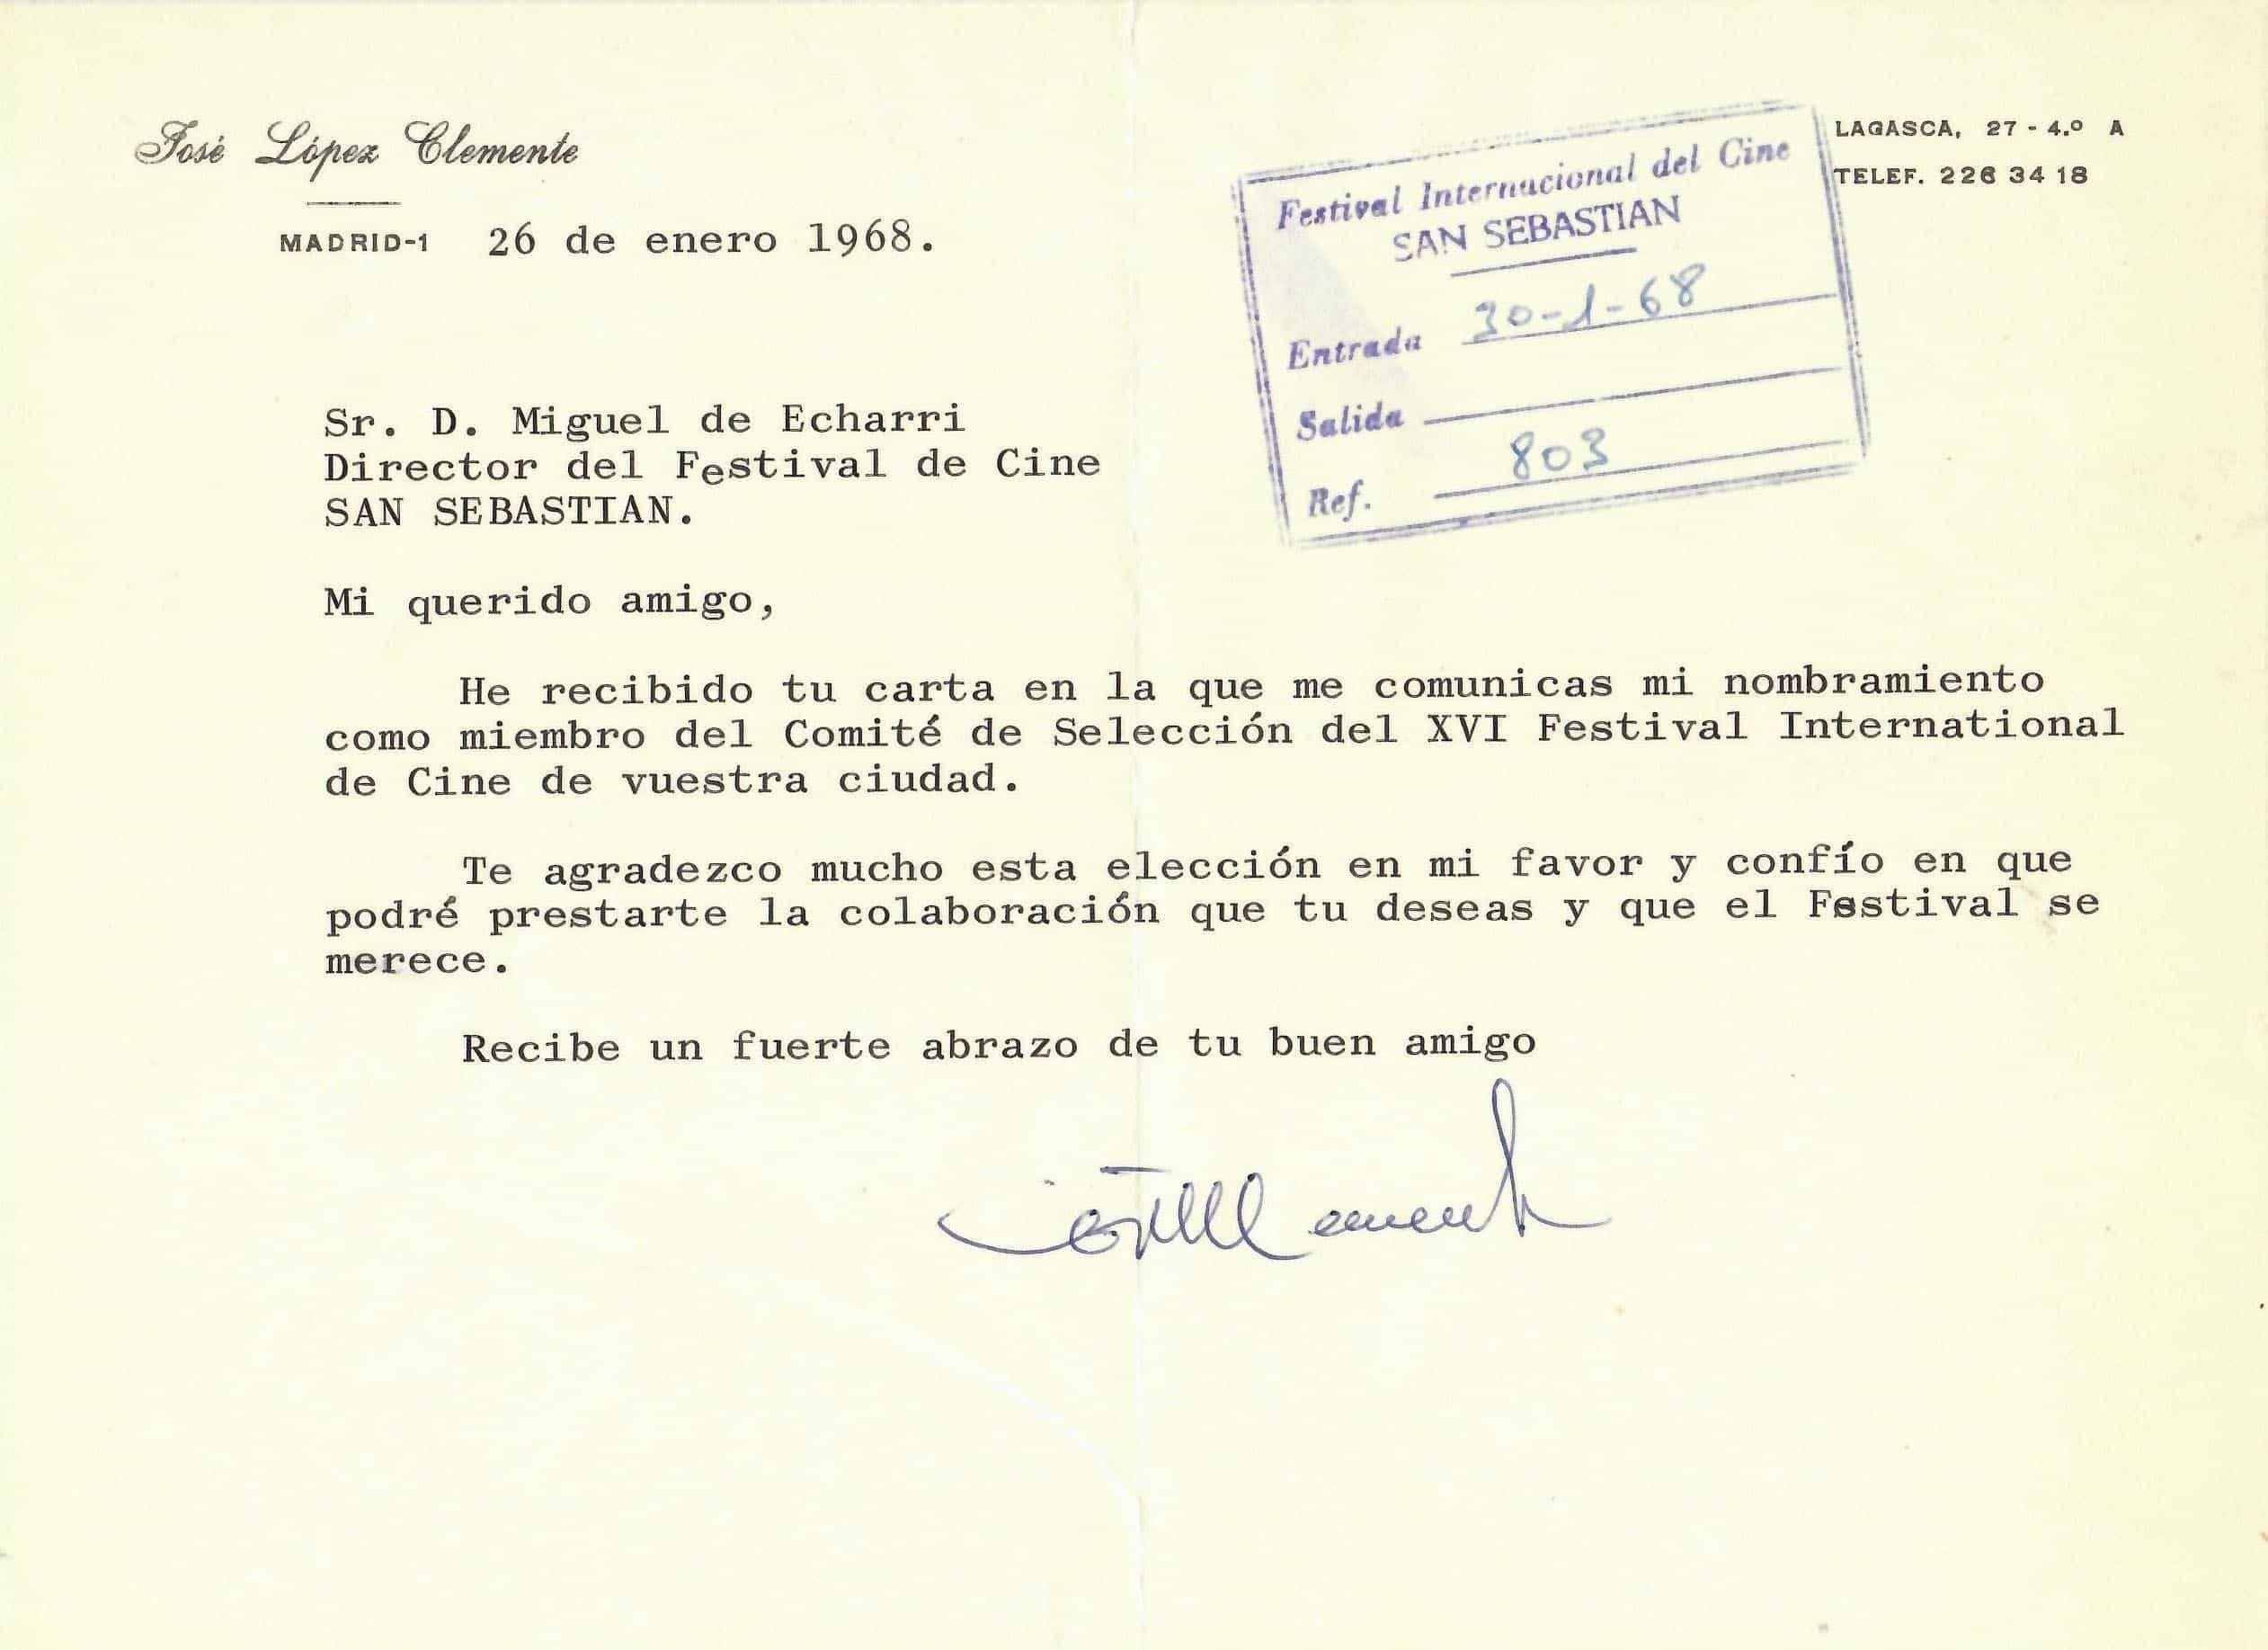 José López Clemente
MADRID-1 26 de enero 1968.
LAGASCA, 27 - 4.º A
TELEF. 226 34 18
Festival Internacional del Cine
SAN SEBASTIAN
Entrada 30-1-68
Salida
Ref. 803
Sr. D. Miguel de Echarri
Director del Festival de Cine
SAN SEBASTIAN.
Mi querido amigo,
He recibido tu carta en la que me comunicas mi nombramiento
como miembro del Comité de Selección del XVI Festival International
de Cine de vuestra ciudad.
Te agradezco mucho esta elección en mi favor y confío en que
podré prestarte la colaboración que tu deseas y que el Festival se
merece.
Recibe un fuerte abrazo de tu buen amigo